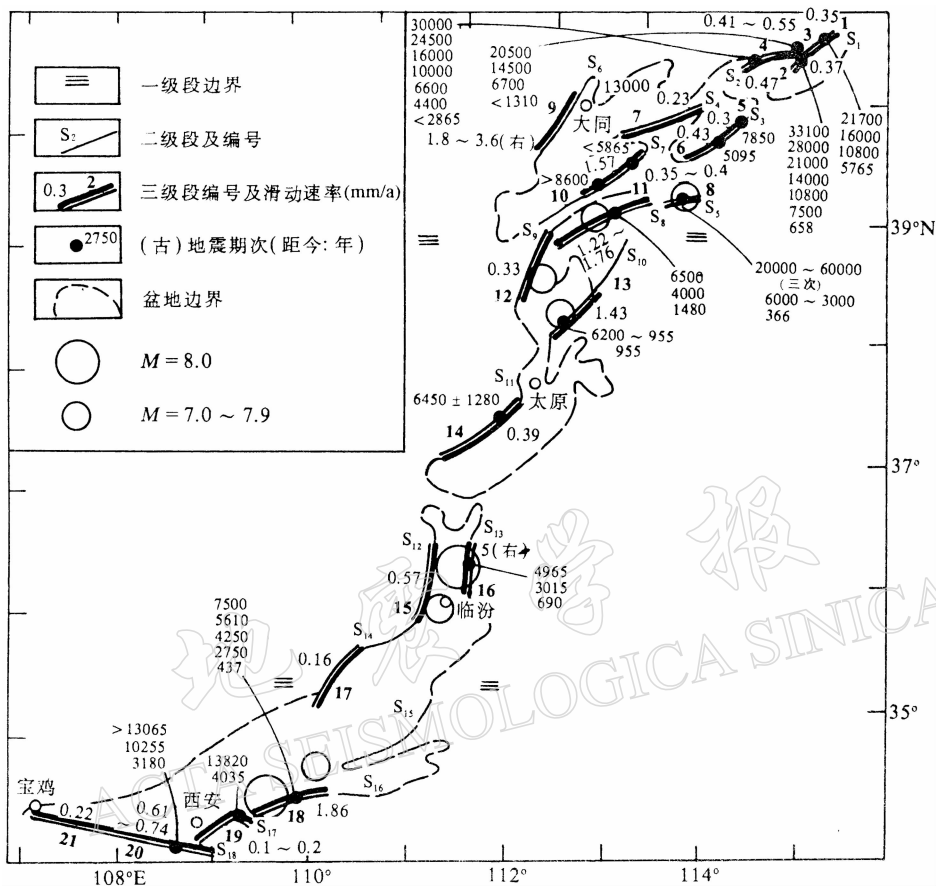 一级段边界
S₂ 二级段及编号
0.3 2 三级段编号及滑动速率(mm/a)
2750 (古)地震期次(距今:年)
盆地边界
M = 8.0
M = 7.0 ~ 7.9
30000
24500
16000
10000
6600
4400
<2865
20500
14500
6700
<1310
1.8 ~ 3.6(右)
9
S₆
13000
大同
0.41 ~ 0.55
0.35
1
3
4
S₁
2
0.37
S₂
0.47
0.23
7
S₄
0.3
5
S₃
0.43
6
7850
5095
21700
16000
10800
5765
33100
28000
21000
14000
10800
7500
658
<5865
S₇
1.57
>8600
10
0.35 ~ 0.4
11
8
S₈
S₅
S₉
1.22 ~
1.76
S₁₀
0.33
12
13
1.43
6500
4000
1480
20000 ~ 60000
(三次)
6000 ~ 3000
366
6200 ~ 955
955
39°N
37°
35°
S₁₁
太原
6450 ± 1280
14
0.39
S₁₂
S₁₃
5(右)
0.57
15
16
临汾
4965
3015
690
7500
5610
4250
2750
437
S₁₄
0.16
17
S₁₅
S₁₆
>13065
10255
3180
13820
4035
宝鸡
西安
0.22
0.61
~ 0.74
21
20
19
S₁₇
18
1.86
S₁₈
0.1 ~ 0.2
108°E
110°
111°
112°
113°
114°
115°
地震学报
ACTA SEISMOLOGICA SINICA